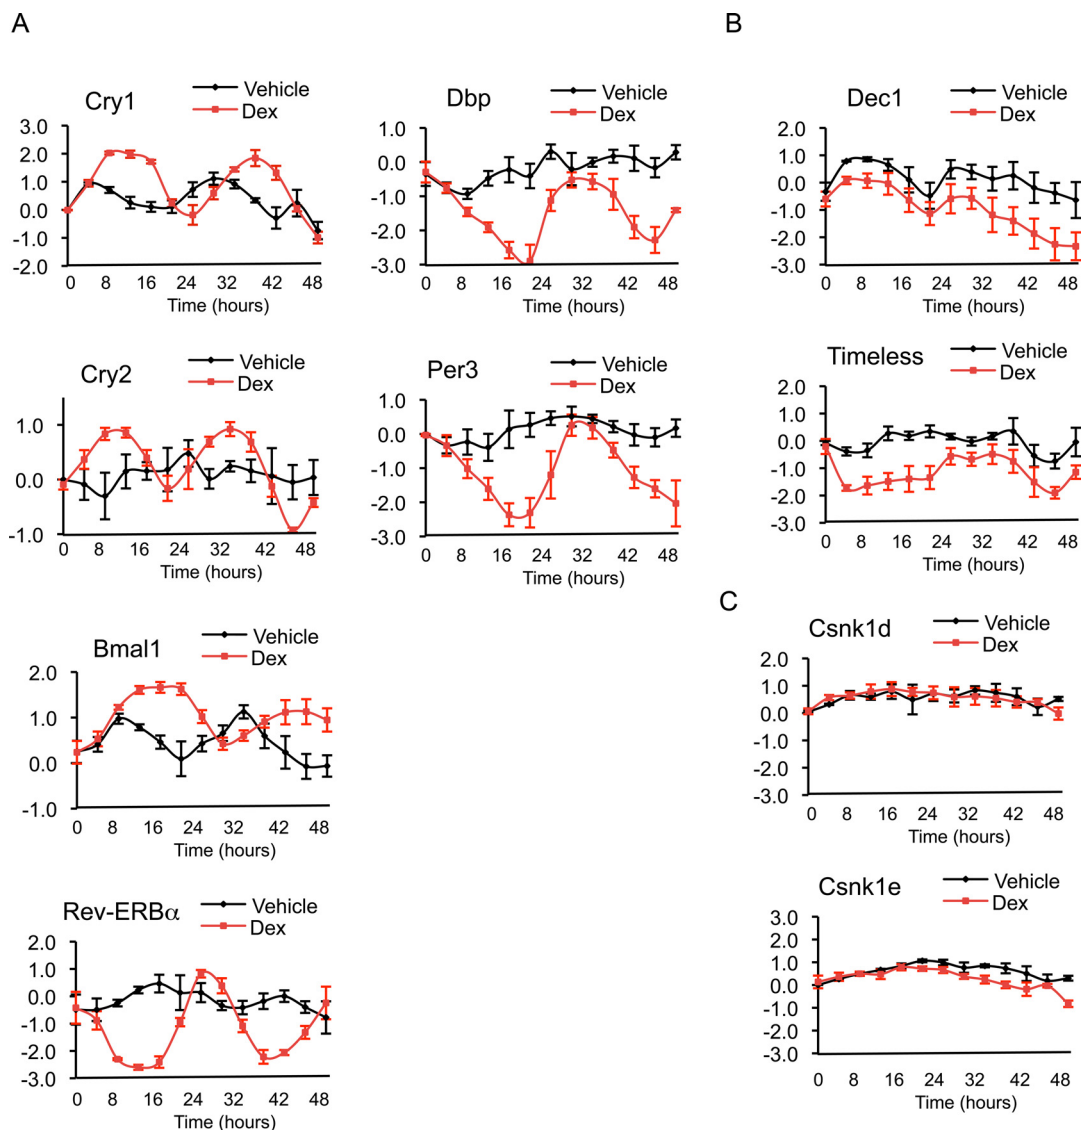 A
Cry1
Vehicle
Dex
3.0
2.0
1.0
0.0
-1.0
-2.0
0 8 16 24 32 42 48
Time (hours)
Dbp
Vehicle
Dex
1.0
0.0
-1.0
-2.0
-3.0
0 8 16 24 32 42 48
Time (hours)
Cry2
Vehicle
Dex
1.0
0.0
-1.0
0 8 16 24 32 42 48
Time (hours)
Per3
Vehicle
Dex
1.0
0.0
-1.0
-2.0
-3.0
0 8 16 24 32 42 48
Time (hours)
Bmal1
Vehicle
Dex
2.0
1.0
0.0
-1.0
0 8 16 24 32 42 48
Time (hours)
Rev-ERBα
Vehicle
Dex
2.0
1.0
0.0
-1.0
-2.0
-3.0
0 8 16 24 32 42 48
Time (hours)
B
Dec1
Vehicle
Dex
2.0
1.0
0.0
-1.0
-2.0
-3.0
0 8 16 24 32 42 48
Time (hours)
Timeless
Vehicle
Dex
2.0
1.0
0.0
-1.0
-2.0
-3.0
0 8 16 24 32 42 48
Time (hours)
C
Csnk1d
Vehicle
Dex
2.0
1.0
0.0
-1.0
-2.0
-3.0
0 8 16 24 32 42 48
Time (hours)
Csnk1e
Vehicle
Dex
3.0
2.0
1.0
0.0
-1.0
-2.0
-3.0
0 8 16 24 32 42 48
Time (hours)